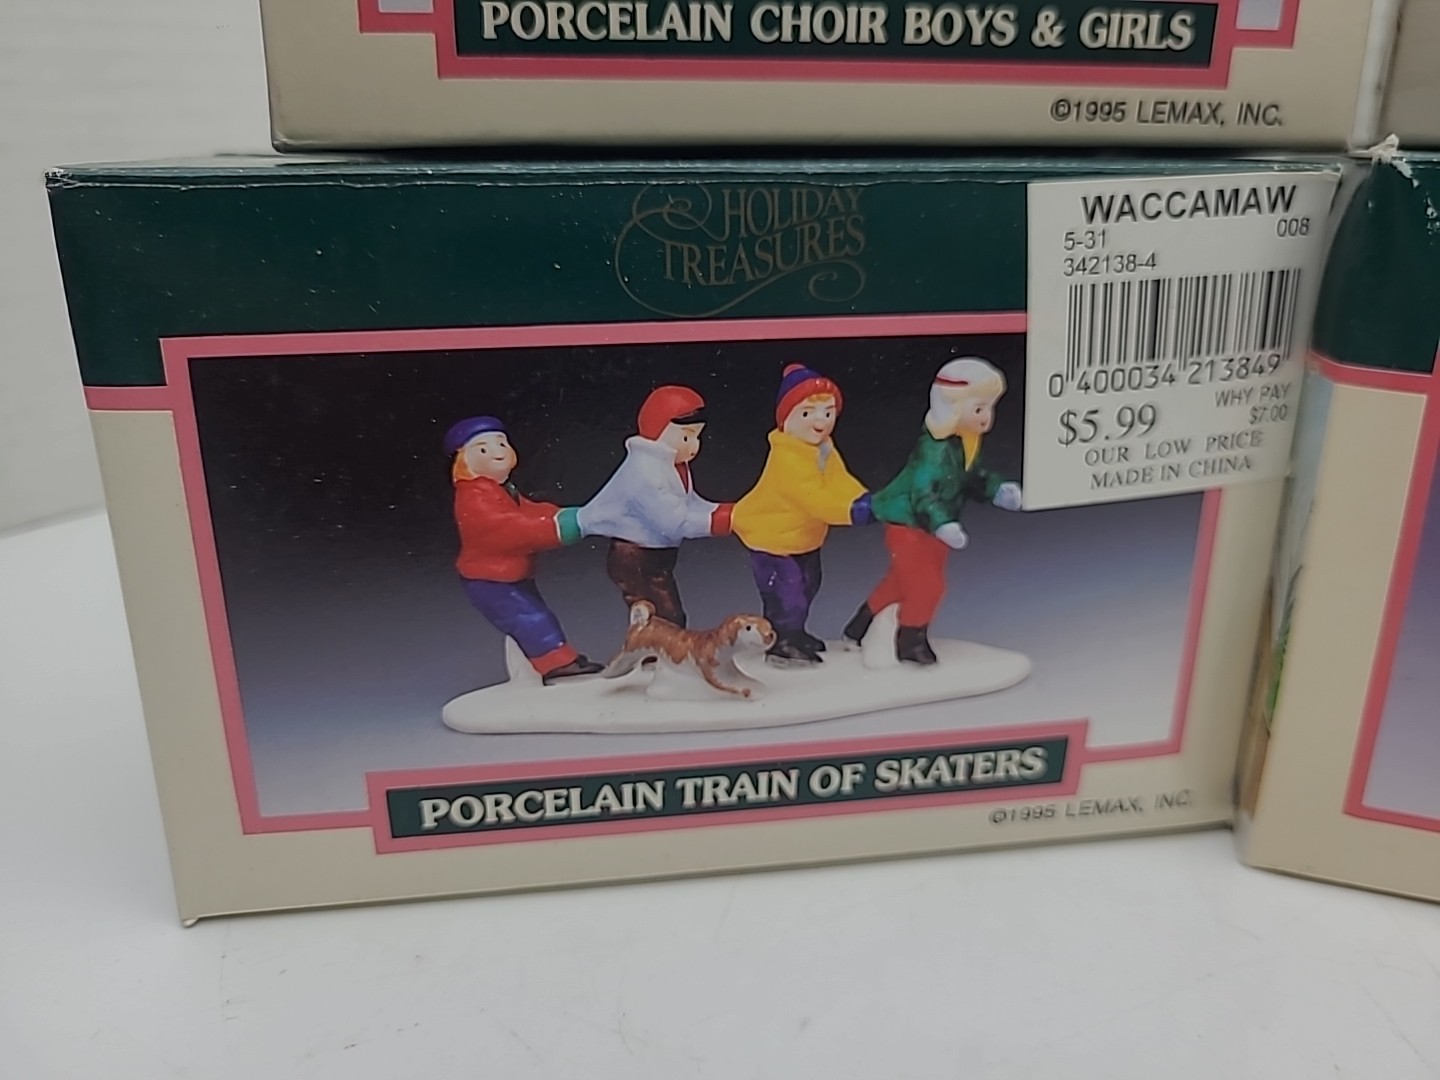 PORCELAIN CHOIR BOYS & GIRLS
©1995 LEMAX, INC.
HOLIDAY
TREASURES
WACCAMAW
5-31 008
342138-4
0 400034 213849
$5.99 WHY PAY
$7.00
OUR LOW PRICE
MADE IN CHINA
PORCELAIN TRAIN OF SKATERS
©1995 LEMAX, INC.